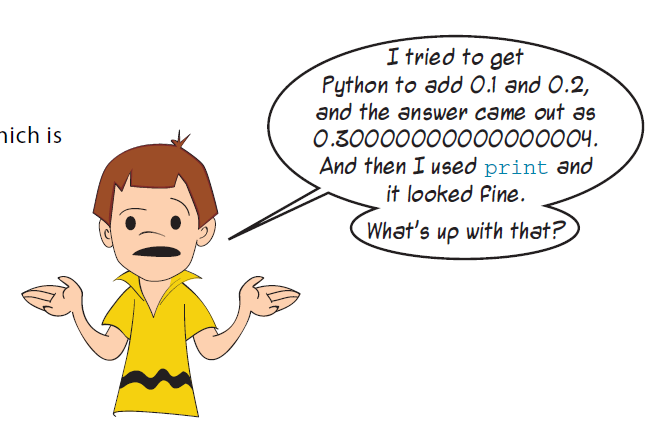 hich is
I tried to get
Python to add 0.1 and 0.2,
and the answer came out as
0.30000000000000004.
And then I used print and
it looked fine.
What's up with that?